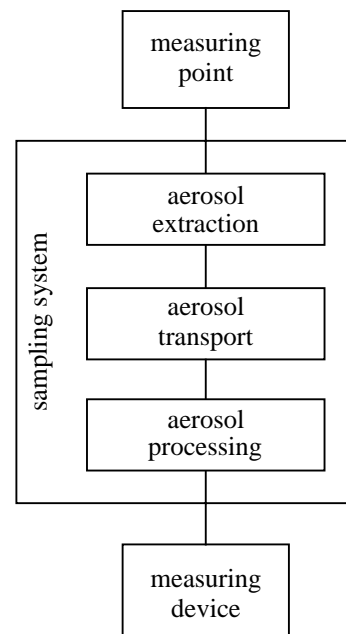 measuring
point
sampling system
aerosol
extraction
aerosol
transport
aerosol
processing
measuring
device